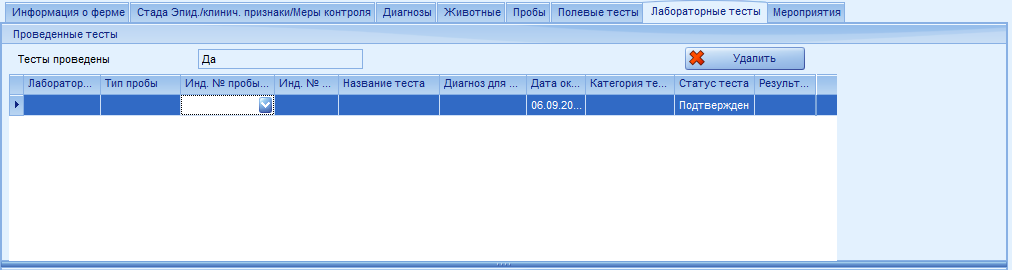 Информация о ферме Стада Эпид./клинич. признаки/Меры контроля Диагнозы Животные Пробы Полевые тесты Лабораторные тесты Мероприятия
Проведенные тесты
Тесты проведены Да Удалить
Лаборатор... Тип пробы Инд. № пробы... Инд. № ... Название теста Диагноз для ... Дата ок... Категория те... Статус теста Результ...
06.09.20... Подтвержден